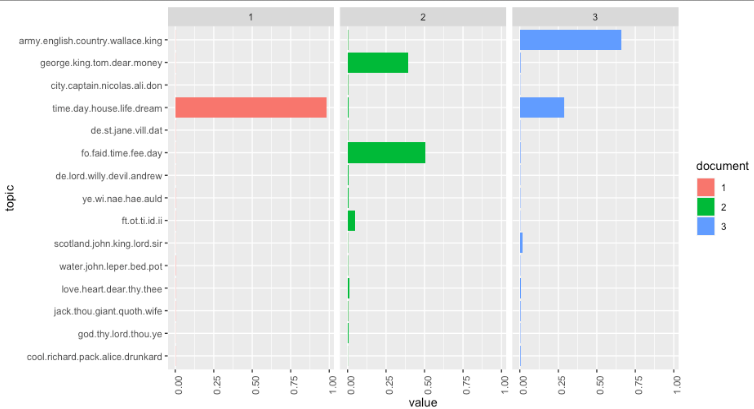 1
2
3
army.english.country.wallace.king
george.king.tom.dear.money
city.captain.nicolas.ali.don
time.day.house.life.dream
de.st.jane.vill.dat
fo.faid.time.fee.day
de.lord.willy.devil.andrew
ye.wi.nae.hae.auld
ft.ot.ti.id.ii
scotland.john.king.lord.sir
water.john.leper.bed.pot
love.heart.dear.thy.thee
jack.thou.giant.quoth.wife
god.thy.lord.thou.ye
cool.richard.pack.alice.drunkard
topic
0.00
0.25
0.50
0.75
1.00
0.00
0.25
0.50
0.75
1.00
0.00
0.25
0.50
0.75
1.00
value
document
1
2
3